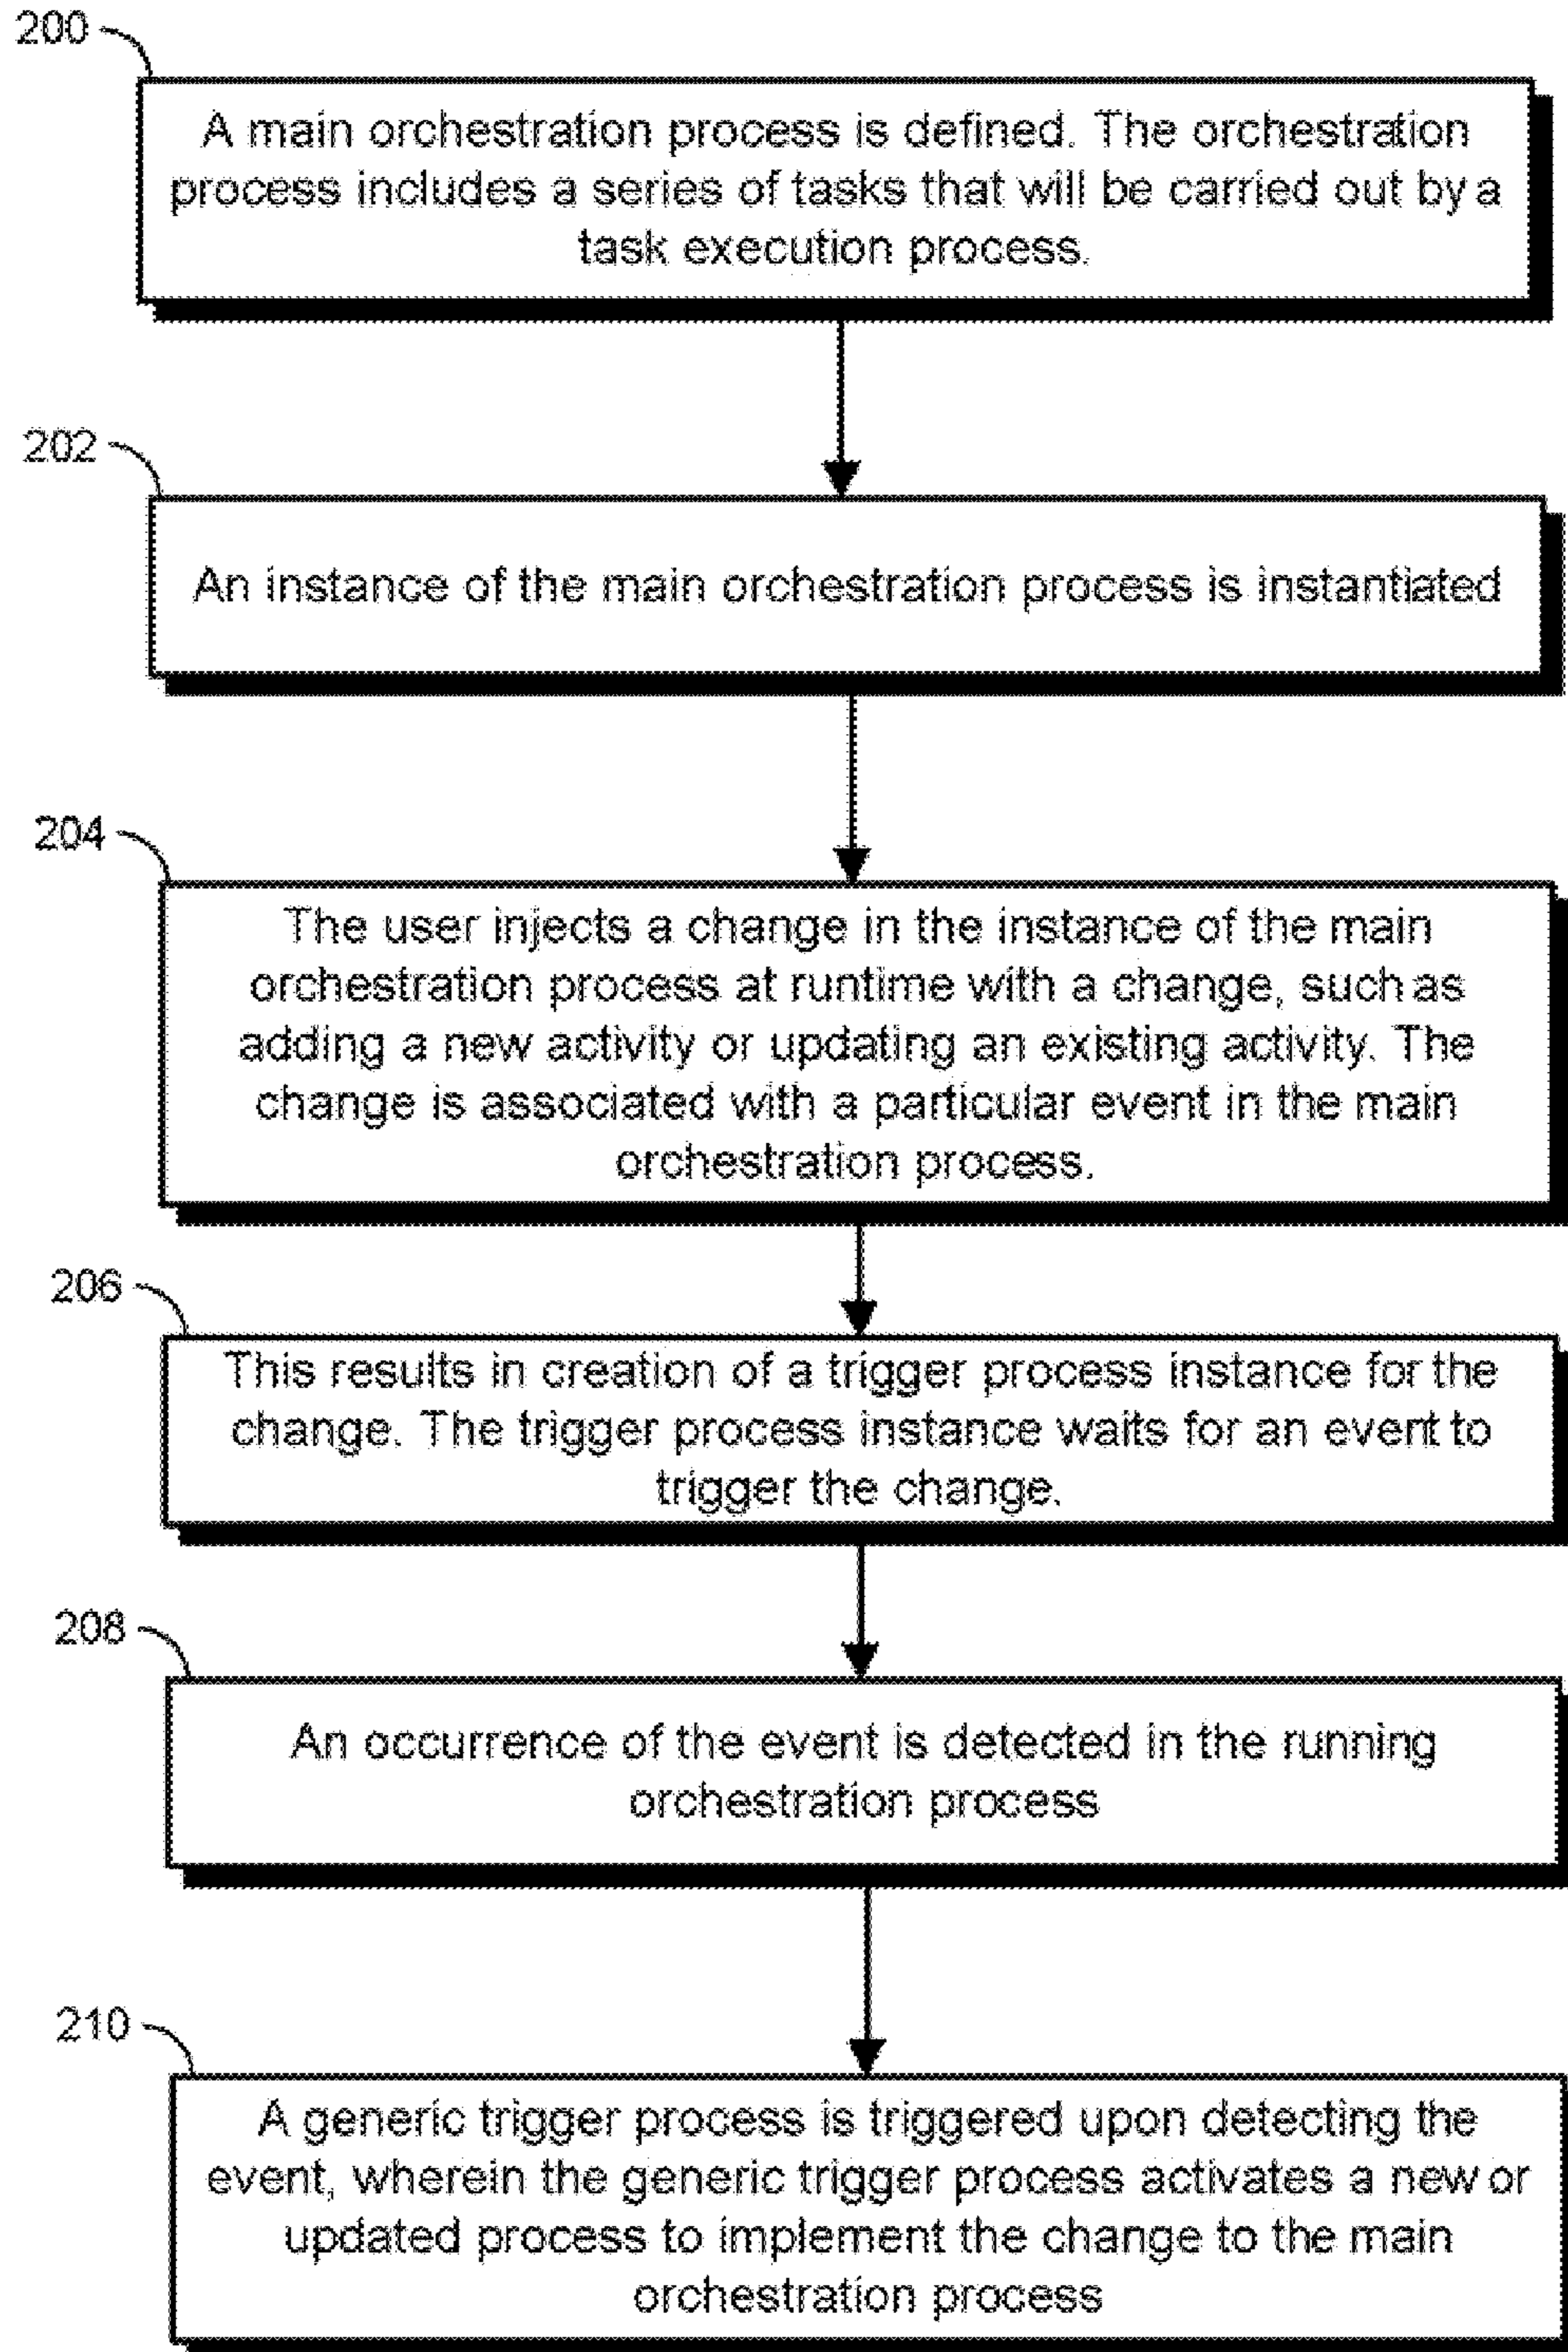 200
A main orchestration process is defined. The orchestration
process includes a series of tasks that will be carried out by a
task execution process.
202
An instance of the main orchestration process is instantiated
204
The user injects a change in the instance of the main
orchestration process at runtime with a change, such as
adding a new activity or updating an existing activity. The
change is associated with a particular event in the main
orchestration process.
206
This results in creation of a trigger process instance for the
change. The trigger process instance waits for an event to
trigger the change.
208
An occurrence of the event is detected in the running
orchestration process
210
A generic trigger process is triggered upon detecting the
event, wherein the generic trigger process activates a new or
updated process to implement the change to the main
orchestration process